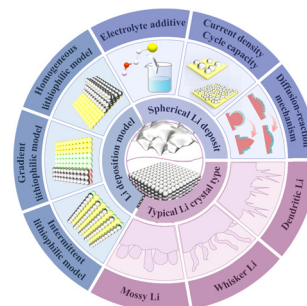 Electrolyte additive
Current density
Cycle capacity
Diffusion-reaction
mechanism
Homogeneous
lithiophilic model
Gradient
lithiophilic model
Intermittent
lithiophilic model
Li deposition model
Spherical Li deposit
Typical Li crystal type
Mossy Li
Whisker Li
Dendritic Li